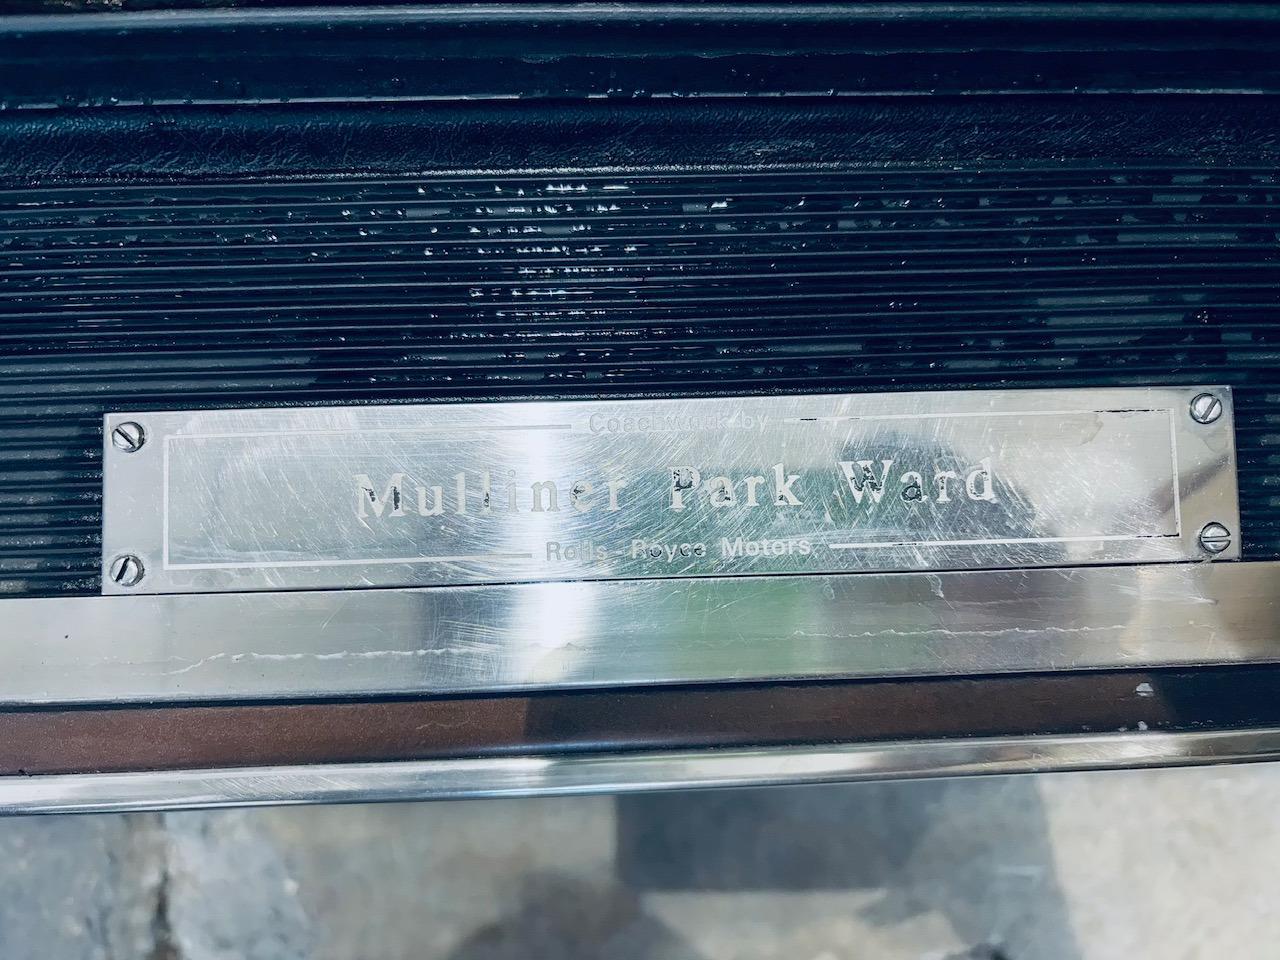 Coachwork by
Mulliner Park Ward
Rolls-Royce Motors